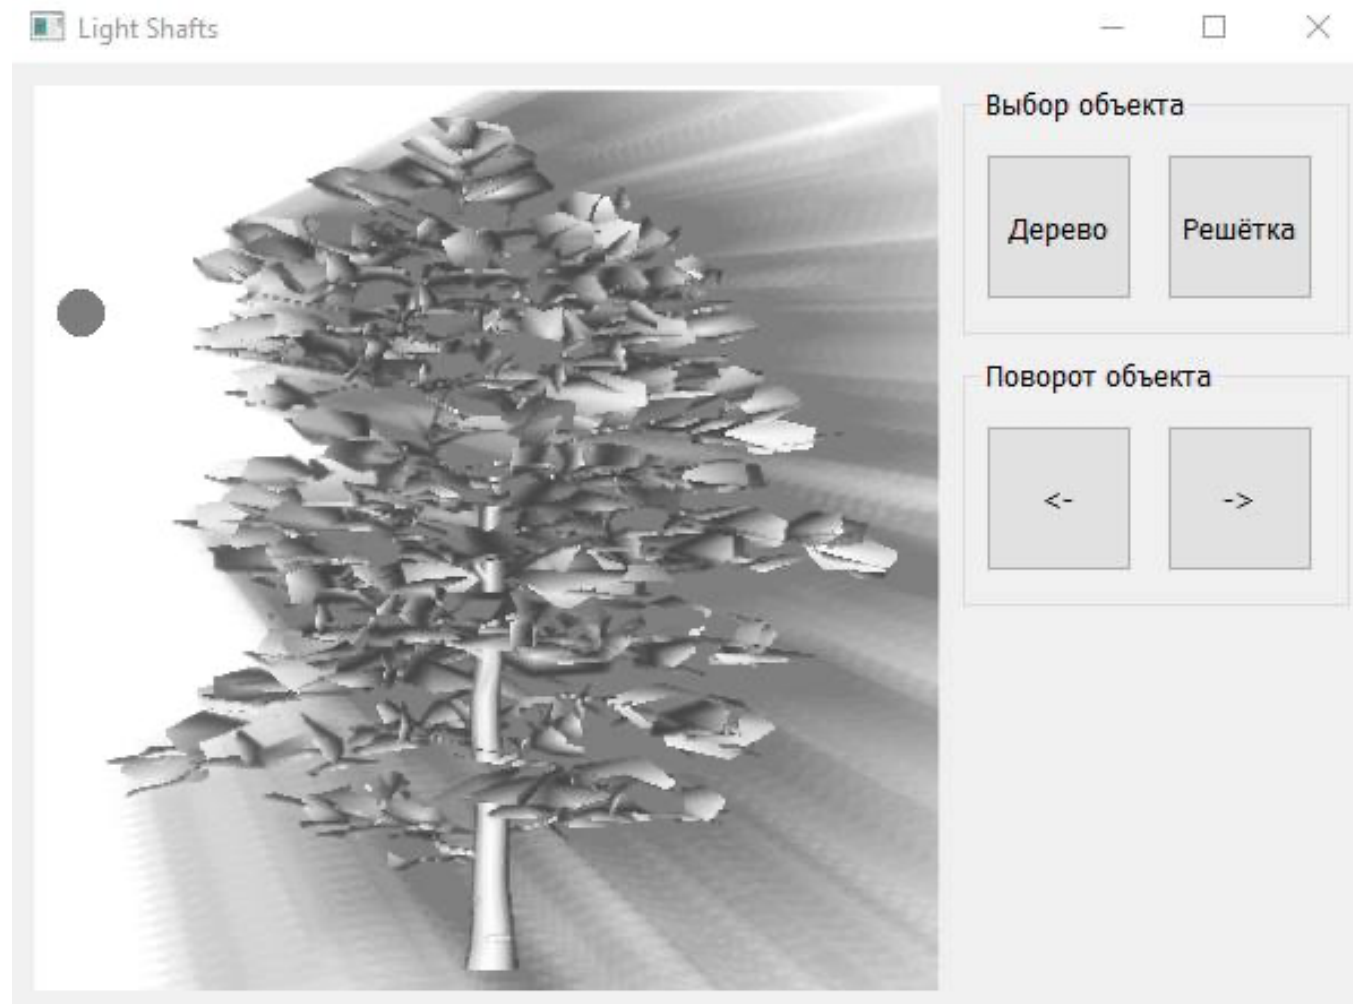 Light Shafts
Выбор объекта
Дерево Решётка
Поворот объекта
<- ->